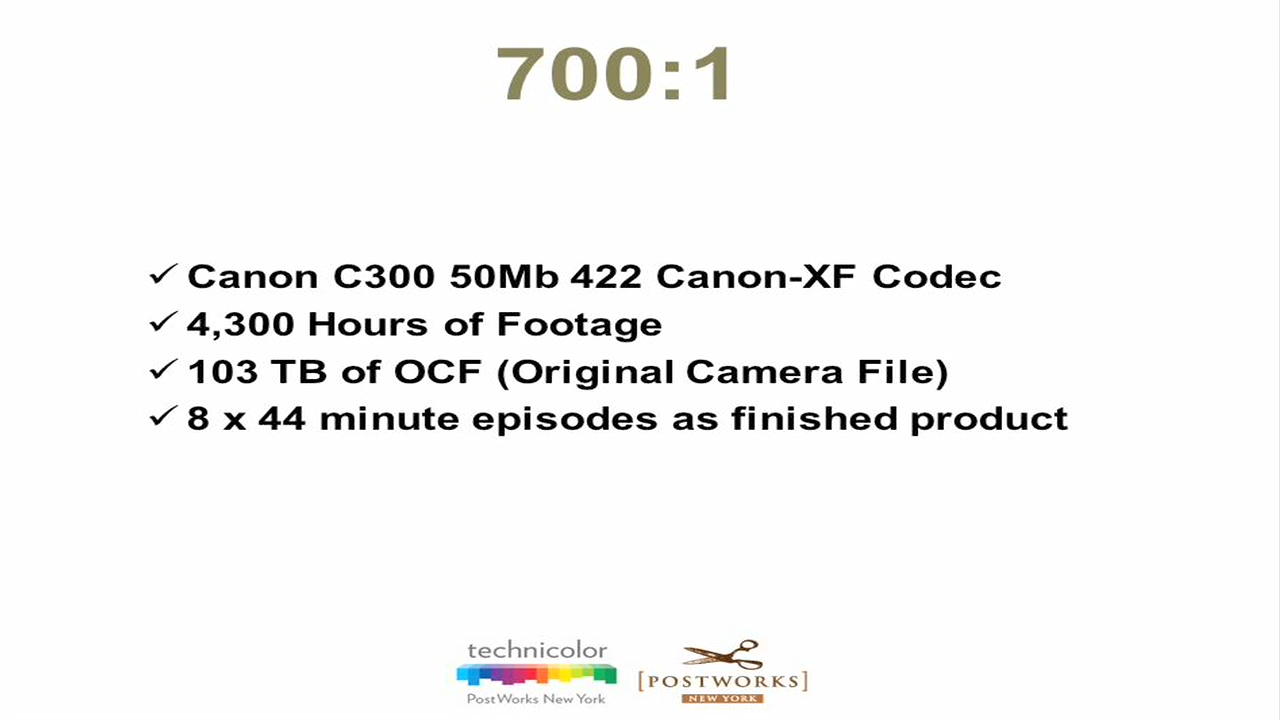 700:1
✓ Canon C300 50Mb 422 Canon-XF Codec
✓ 4,300 Hours of Footage
✓ 103 TB of OCF (Original Camera File)
✓ 8 x 44 minute episodes as finished product
technicolor
PostWorks New York
[POSTWORKS]
NEW YORK